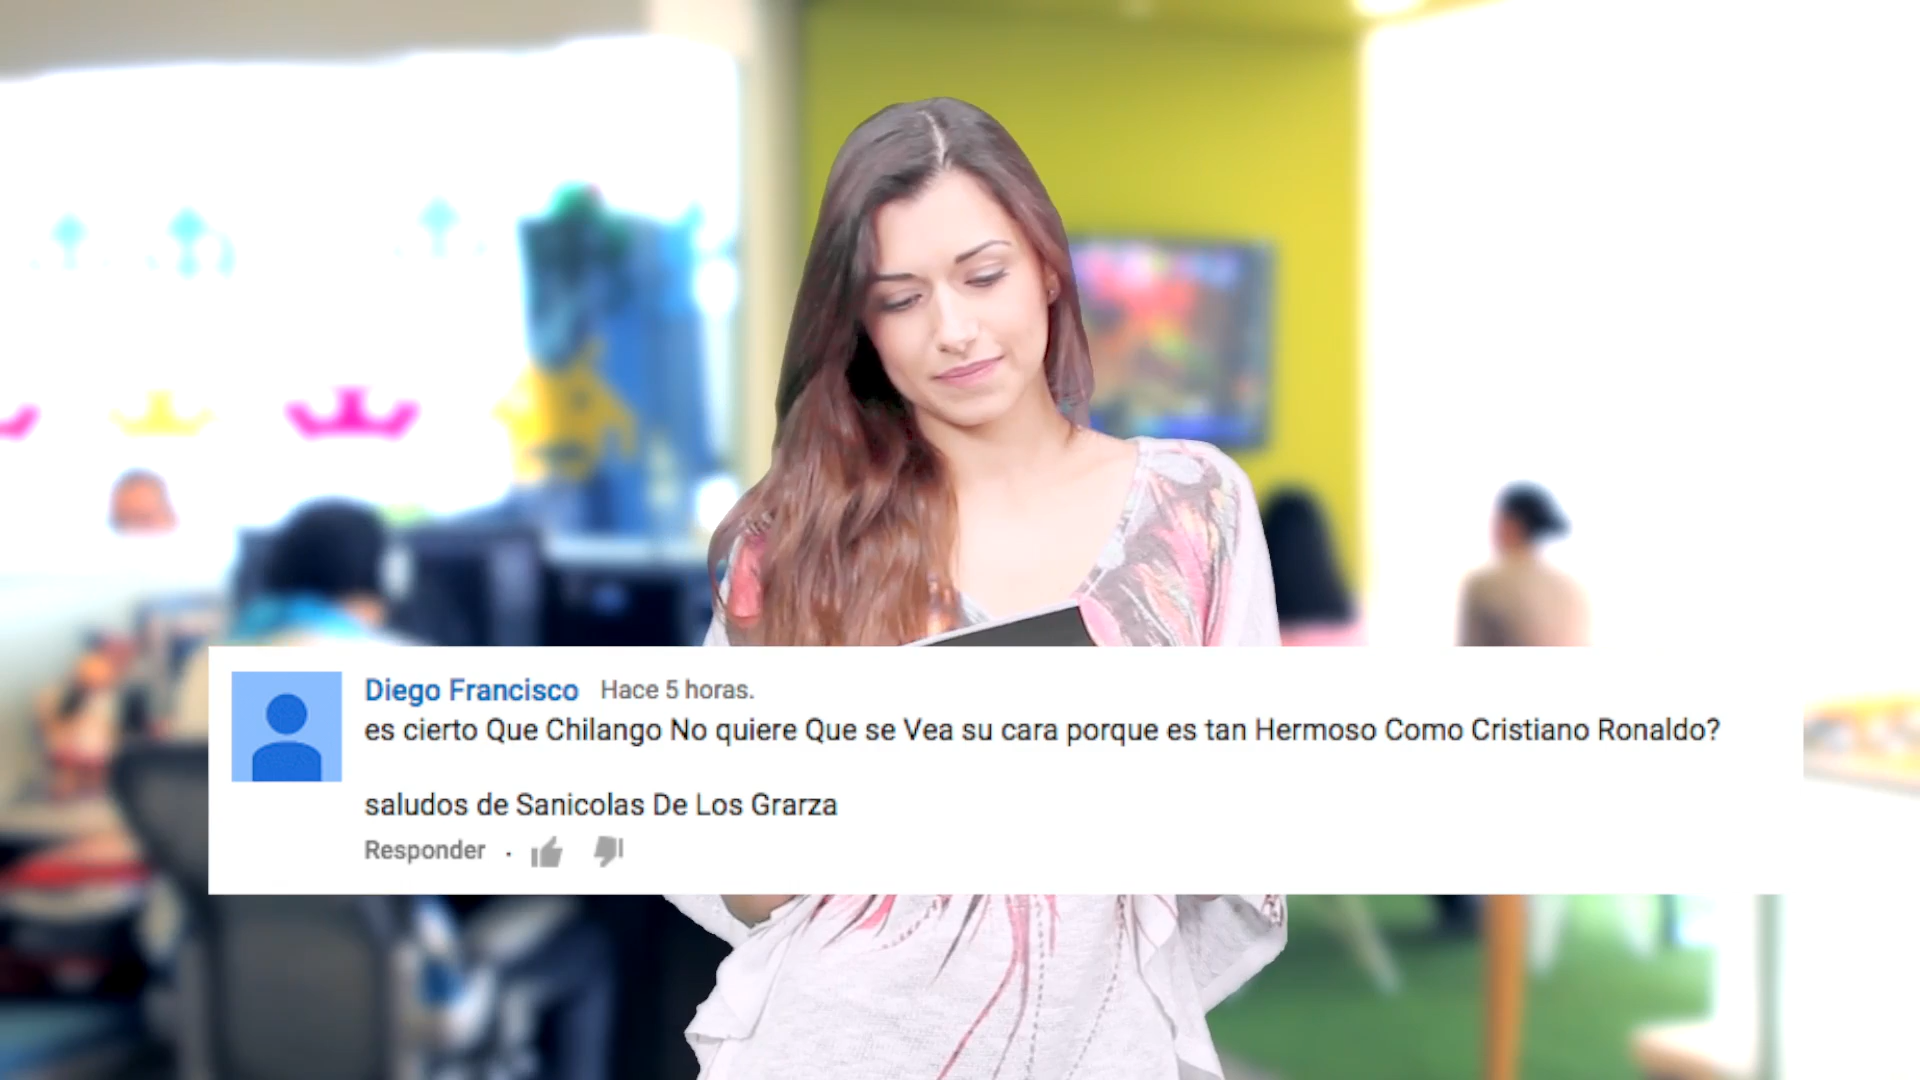 Diego Francisco Hace 5 horas.
es cierto Que Chilango No quiere Que se Vea su cara porque es tan Hermoso Como Cristiano Ronaldo?
saludos de Sanicolas De Los Grarza
Responder ·